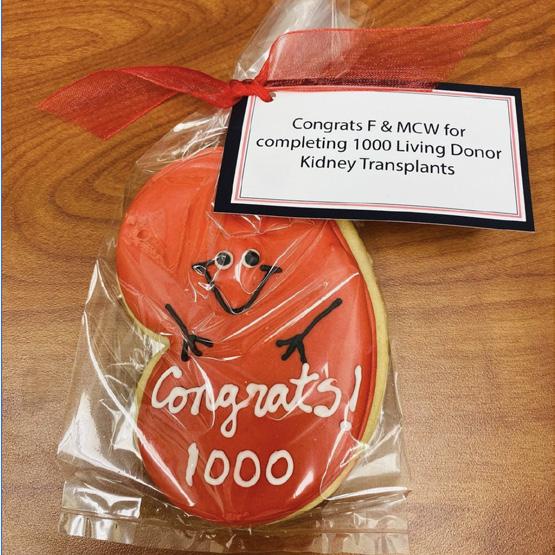 Congrats F & MCW for
completing 1000 Living Donor
Kidney Transplants
Congrats!
1000